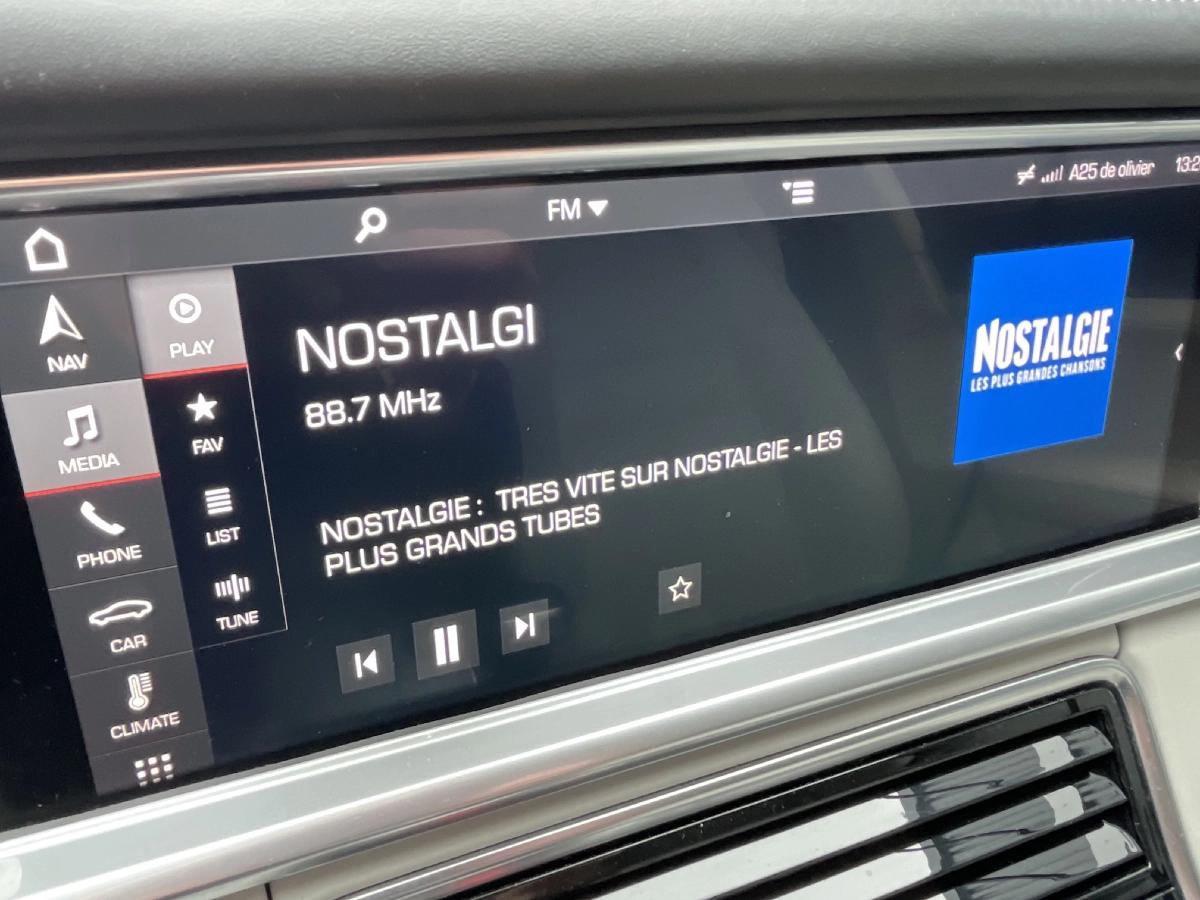 FM
A25 de olivier
NAV
PLAY
MEDIA
FAV
PHONE
LIST
CAR
TUNE
CLIMATE
NOSTALGI
88.7 MHz
NOSTALGIE : TRES VITE SUR NOSTALGIE - LES
PLUS GRANDS TUBES
NOSTALGIE
LES PLUS GRANDES CHANSONS